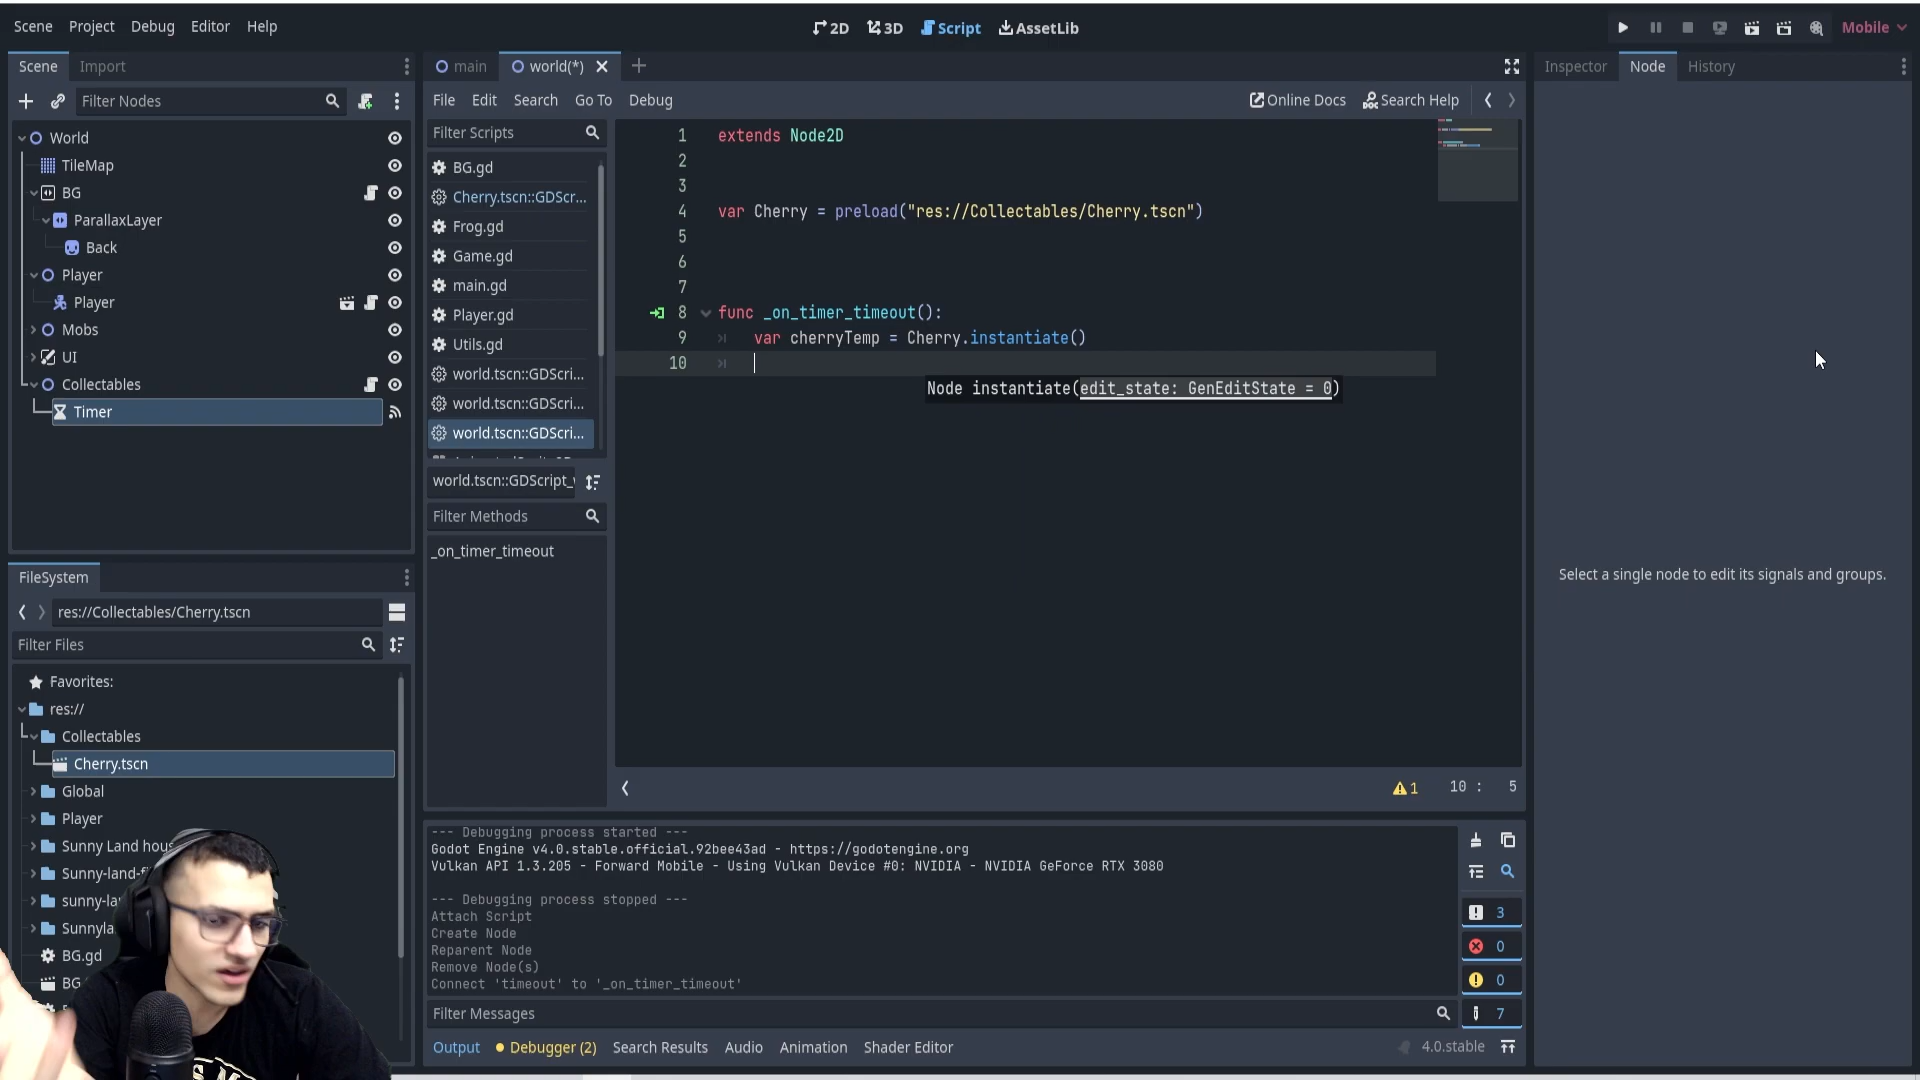 Scene Project Debug Editor Help
2D 3D Script AssetLib
Mobile
Scene Import
main world(*)
Inspector Node History
Filter Nodes
File Edit Search Go To Debug
Online Docs Search Help
World
TileMap
BG
ParallaxLayer
Back
Player
Player
Mobs
UI
Collectables
Timer
Filter Scripts
BG.gd
Cherry.tscn::GDScr...
Frog.gd
Game.gd
main.gd
Player.gd
Utils.gd
world.tscn::GDScri...
world.tscn::GDScri...
world.tscn::GDScri...
world.tscn::GDScript_
Filter Methods
_on_timer_timeout
1 extends Node2D
2
3
4 var Cherry = preload("res://Collectables/Cherry.tscn")
5
6
7
8 func _on_timer_timeout():
9 var cherryTemp = Cherry.instantiate()
10
Node instantiate(edit_state: GenEditState = 0)
1 10 : 5
Select a single node to edit its signals and groups.
FileSystem
res://Collectables/Cherry.tscn
Filter Files
Favorites:
res://
Collectables
Cherry.tscn
Global
Player
Sunny Land hou
Sunny-land-f
sunny-la
Sunnyla
BG.gd
BG
--- Debugging process started ---
Godot Engine v4.0.stable.official.92bee43ad - https://godotengine.org
Vulkan API 1.3.205 - Forward Mobile - Using Vulkan Device #0: NVIDIA - NVIDIA GeForce RTX 3080
--- Debugging process stopped ---
Attach Script
Create Node
Reparent Node
Remove Node(s)
Connect 'timeout' to '_on_timer_timeout'
3
0
0
7
Filter Messages
Output Debugger (2) Search Results Audio Animation Shader Editor
4.0.stable